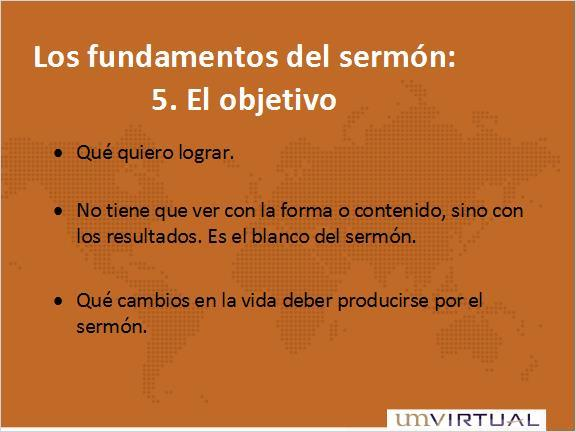 Los fundamentos del sermón:
5. El objetivo
• Qué quiero lograr.
• No tiene que ver con la forma o contenido, sino con
los resultados. Es el blanco del sermón.
• Qué cambios en la vida deber producirse por el
sermón.
UMVIRTUAL